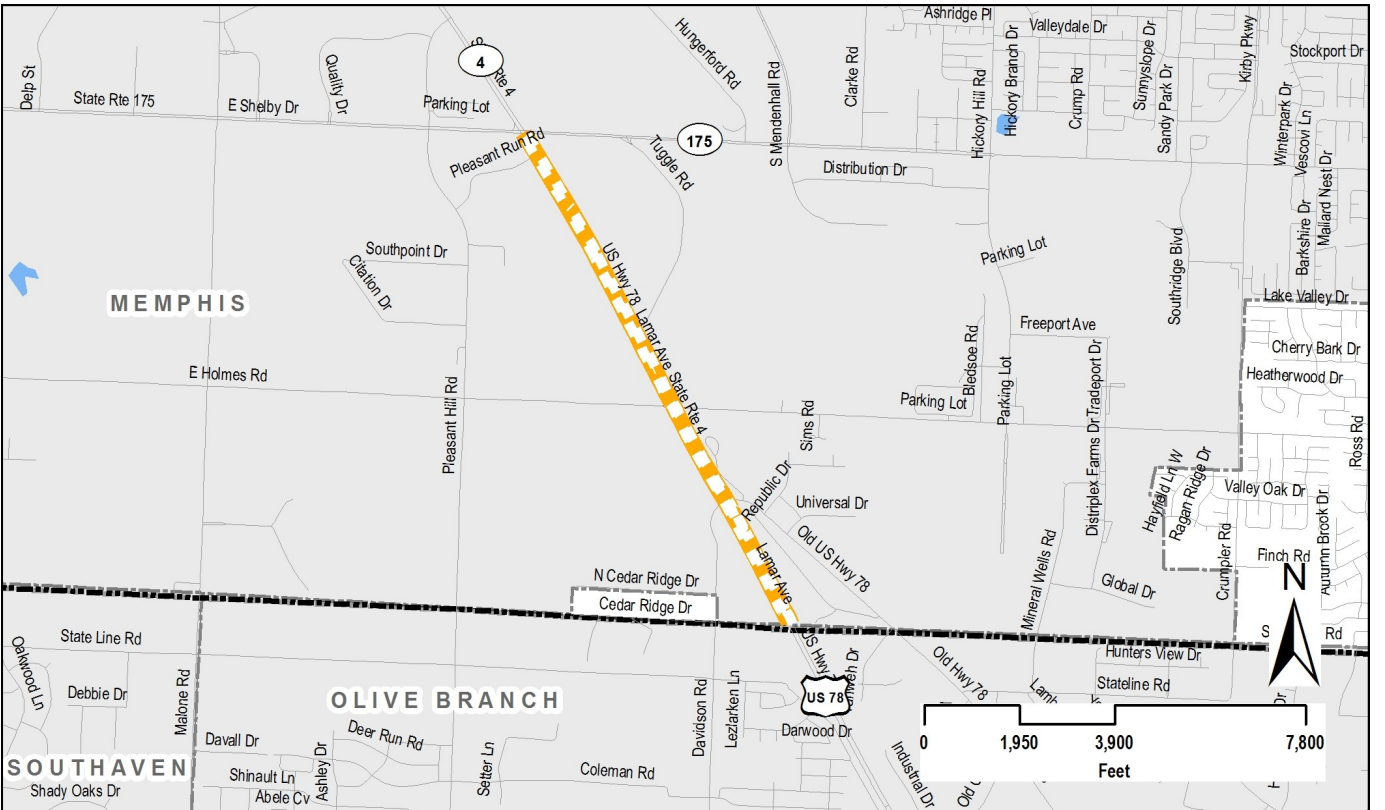 Ashridge Pl
Valleydale Dr
Hungerford Rd
Clarke Rd
Hickory Branch Dr
Sunnyslope Dr
Kirby Pkwy
Stockport Dr
4
Rte 4
Delp St
Quality Dr
S Mendenhall Rd
Hickory Hill Rd
Crump Rd
Sandy Park Dr
Winterpark Dr
Vescovi Ln
State Rte 175
E Shelby Dr
Parking Lot
Pleasant Run Rd
175
Tuggle Rd
Distribution Dr
Mallard Nest Dr
Barkshire Dr
Southpoint Dr
Citation Dr
US Hwy 78
Parking Lot
Southridge Blvd
MEMPHIS
Lake Valley Dr
Lamar Ave
Freeport Ave
Cherry Bark Dr
E Holmes Rd
Pleasant Hill Rd
State Rte 4
Sims Rd
Parking Lot
Bledsoe Rd
Parking Lot
Tradeport Dr
Distriplex Farms Dr
Heatherwood Dr
Ross Rd
Republic Dr
Universal Dr
Hayfield Ln W
Ragan Ridge Dr
Valley Oak Dr
Autumn Brook Dr
Old US Hwy 78
Lamar Ave
Mineral Wells Rd
Crumpler Rd
Finch Rd
N
N Cedar Ridge Dr
Cedar Ridge Dr
Global Dr
State Line Rd
US Hwy
S
Rd
Oakwood Ln
Debbie Dr
Malone Rd
OLIVE BRANCH
Davidson Rd
Lezlarken Ln
US 78
Old Hwy 78
Hunters View Dr
Stateline Rd
Lamb
Dr
Darwood Dr
SOUTHAVEN
Davall Dr
Deer Run Rd
Shinault Ln
Ashley Dr
Setter Ln
Coleman Rd
Industrial Dr
Shady Oaks Dr
Abele Cv
0
1,950
3,900
7,800
Feet